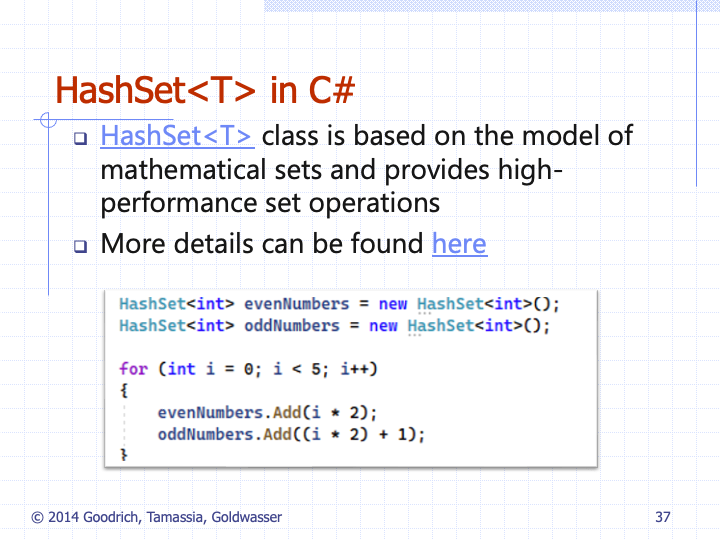 HashSet<T> in C#
HashSet<T> class is based on the model of
mathematical sets and provides high-
performance set operations
More details can be found here
HashSet<int> evenNumbers = new HashSet<int>();
HashSet<int> oddNumbers = new HashSet<int>();
for (int i = 0; i < 5; i++)
{
evenNumbers.Add(i * 2);
oddNumbers.Add((i * 2) + 1);
}
© 2014 Goodrich, Tamassia, Goldwasser
37